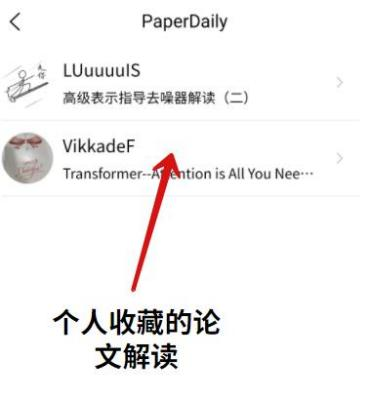 PaperDaily
LUuuuulS
高级表示指导去噪器解读（二）
VikkadeF
Transformer--Attention is All You Nee···
个人收藏的论
文解读